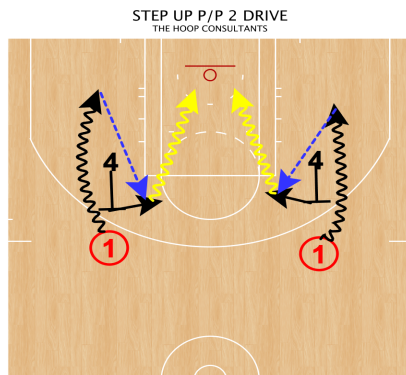 STEP UP P/P 2 DRIVE
THE HOOP CONSULTANTS
4 4
1 1